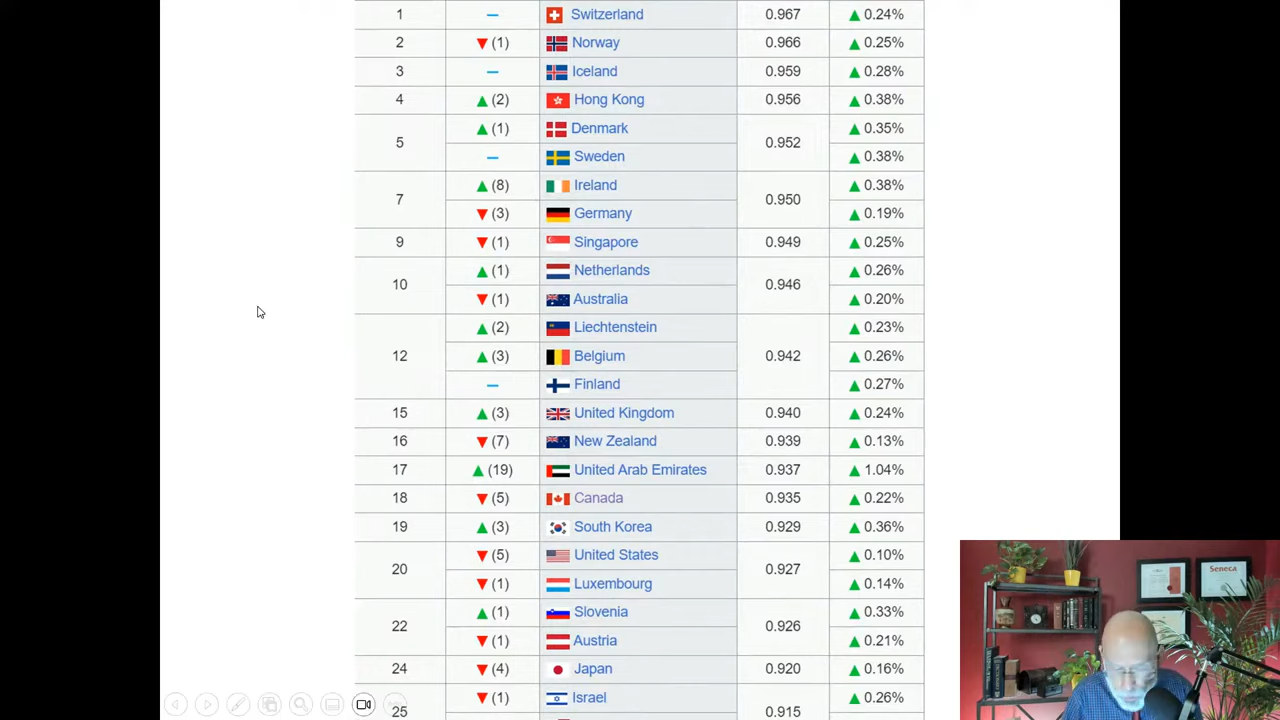 1 – Switzerland 0.967 ▲ 0.24%
2 ▼ (1) Norway 0.966 ▲ 0.25%
3 – Iceland 0.959 ▲ 0.28%
4 ▲ (2) Hong Kong 0.956 ▲ 0.38%
5 ▲ (1) Denmark 0.952 ▲ 0.35%
– Sweden ▲ 0.38%
7 ▲ (8) Ireland 0.950 ▲ 0.38%
▼ (3) Germany ▲ 0.19%
9 ▼ (1) Singapore 0.949 ▲ 0.25%
10 ▲ (1) Netherlands 0.946 ▲ 0.26%
▼ (1) Australia ▲ 0.20%
12 ▲ (2) Liechtenstein 0.942 ▲ 0.23%
▲ (3) Belgium ▲ 0.26%
– Finland ▲ 0.27%
15 ▲ (3) United Kingdom 0.940 ▲ 0.24%
16 ▼ (7) New Zealand 0.939 ▲ 0.13%
17 ▲ (19) United Arab Emirates 0.937 ▲ 1.04%
18 ▼ (5) Canada 0.935 ▲ 0.22%
19 ▲ (3) South Korea 0.929 ▲ 0.36%
20 ▼ (5) United States 0.927 ▲ 0.10%
▼ (1) Luxembourg ▲ 0.14%
22 ▲ (1) Slovenia 0.926 ▲ 0.33%
▼ (1) Austria ▲ 0.21%
24 ▼ (4) Japan 0.920 ▲ 0.16%
25 ▼ (1) Israel 0.915 ▲ 0.26%
Seneca